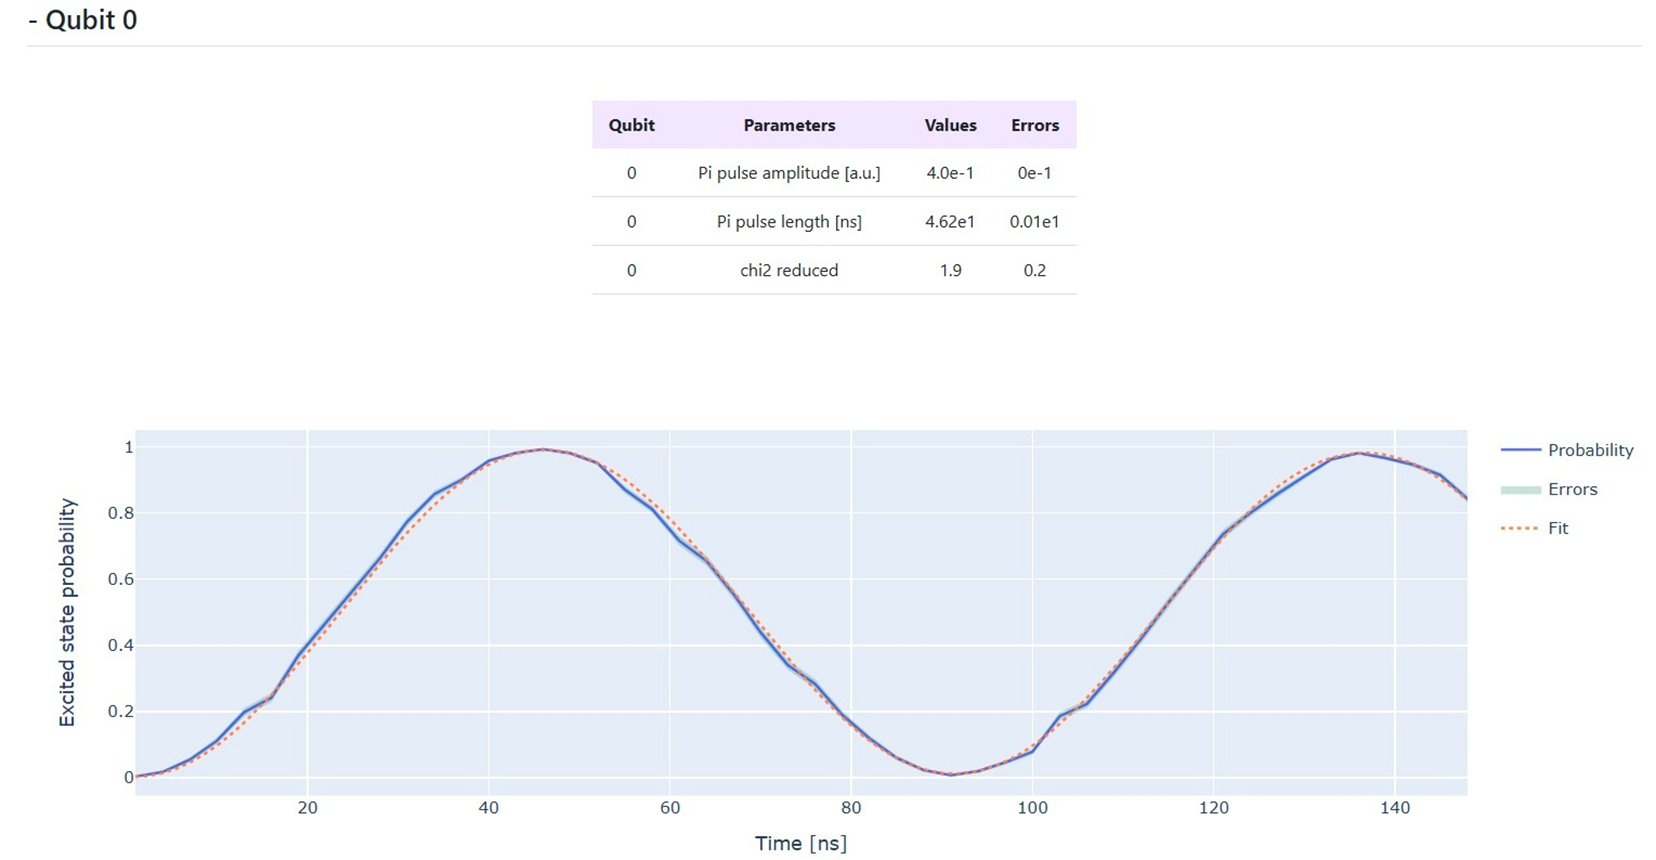 - Qubit 0
Qubit Parameters Values Errors
0 Pi pulse amplitude [a.u.] 4.0e-1 0e-1
0 Pi pulse length [ns] 4.62e1 0.01e1
0 chi2 reduced 1.9 0.2
1
0.8
0.6
0.4
0.2
0
Excited state probability
20 40 60 80 100 120 140
Time [ns]
Probability
Errors
Fit